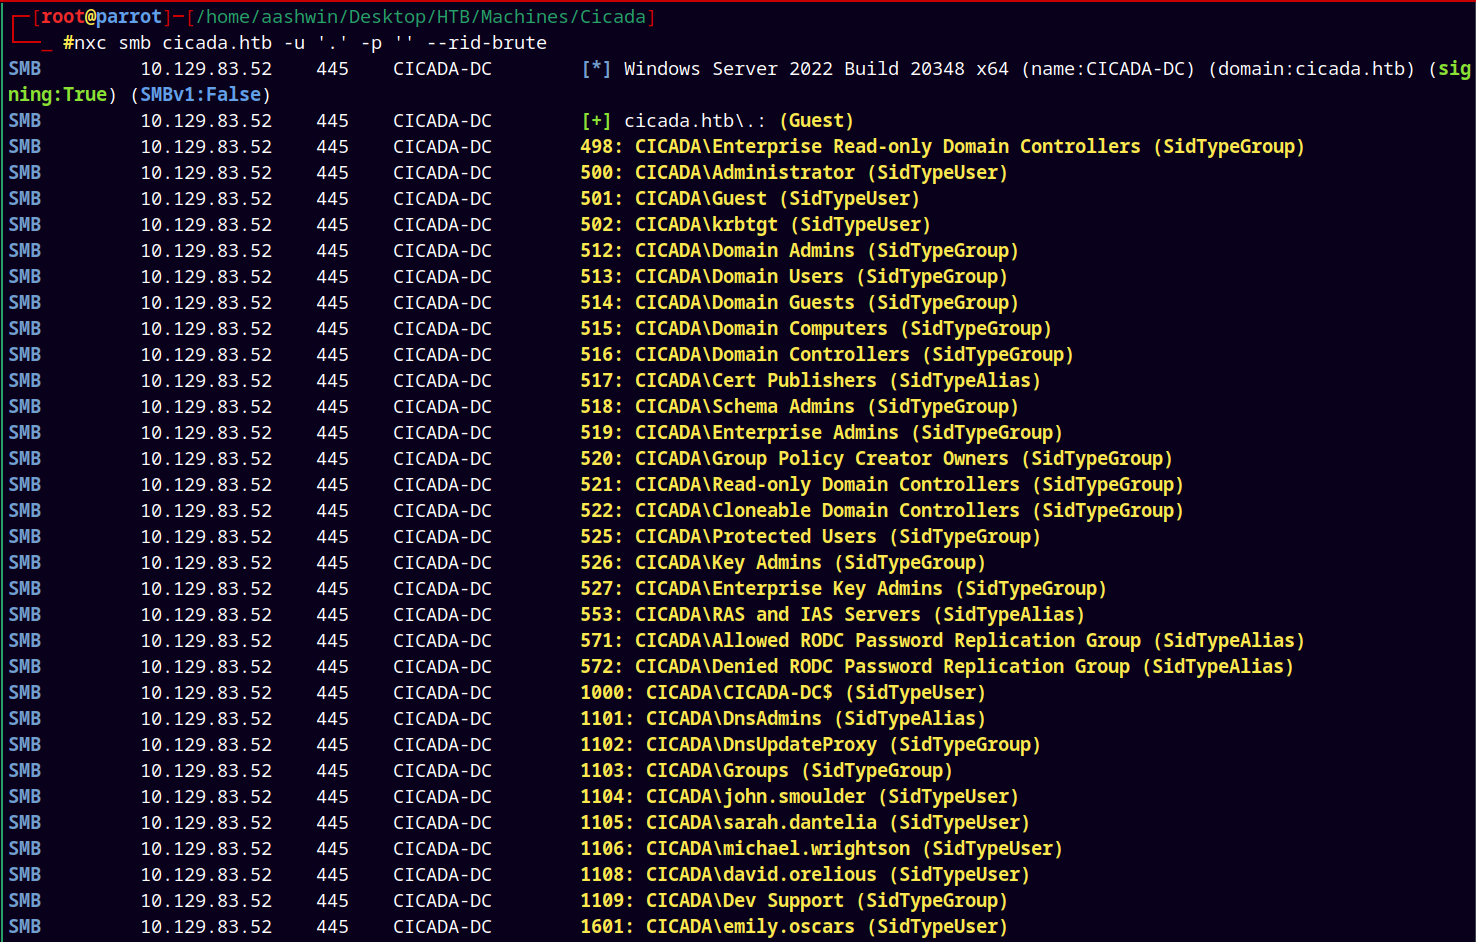 ┌─[root@parrot]─[/home/aashwin/Desktop/HTB/Machines/Cicada]
└──_ #nxc smb cicada.htb -u '.' -p '' --rid-brute
SMB 10.129.83.52 445 CICADA-DC [*] Windows Server 2022 Build 20348 x64 (name:CICADA-DC) (domain:cicada.htb) (sig
ning:True) (SMBv1:False)
SMB 10.129.83.52 445 CICADA-DC [+] cicada.htb\.: (Guest)
SMB 10.129.83.52 445 CICADA-DC 498: CICADA\Enterprise Read-only Domain Controllers (SidTypeGroup)
SMB 10.129.83.52 445 CICADA-DC 500: CICADA\Administrator (SidTypeUser)
SMB 10.129.83.52 445 CICADA-DC 501: CICADA\Guest (SidTypeUser)
SMB 10.129.83.52 445 CICADA-DC 502: CICADA\krbtgt (SidTypeUser)
SMB 10.129.83.52 445 CICADA-DC 512: CICADA\Domain Admins (SidTypeGroup)
SMB 10.129.83.52 445 CICADA-DC 513: CICADA\Domain Users (SidTypeGroup)
SMB 10.129.83.52 445 CICADA-DC 514: CICADA\Domain Guests (SidTypeGroup)
SMB 10.129.83.52 445 CICADA-DC 515: CICADA\Domain Computers (SidTypeGroup)
SMB 10.129.83.52 445 CICADA-DC 516: CICADA\Domain Controllers (SidTypeGroup)
SMB 10.129.83.52 445 CICADA-DC 517: CICADA\Cert Publishers (SidTypeAlias)
SMB 10.129.83.52 445 CICADA-DC 518: CICADA\Schema Admins (SidTypeGroup)
SMB 10.129.83.52 445 CICADA-DC 519: CICADA\Enterprise Admins (SidTypeGroup)
SMB 10.129.83.52 445 CICADA-DC 520: CICADA\Group Policy Creator Owners (SidTypeGroup)
SMB 10.129.83.52 445 CICADA-DC 521: CICADA\Read-only Domain Controllers (SidTypeGroup)
SMB 10.129.83.52 445 CICADA-DC 522: CICADA\Cloneable Domain Controllers (SidTypeGroup)
SMB 10.129.83.52 445 CICADA-DC 525: CICADA\Protected Users (SidTypeGroup)
SMB 10.129.83.52 445 CICADA-DC 526: CICADA\Key Admins (SidTypeGroup)
SMB 10.129.83.52 445 CICADA-DC 527: CICADA\Enterprise Key Admins (SidTypeGroup)
SMB 10.129.83.52 445 CICADA-DC 553: CICADA\RAS and IAS Servers (SidTypeAlias)
SMB 10.129.83.52 445 CICADA-DC 571: CICADA\Allowed RODC Password Replication Group (SidTypeAlias)
SMB 10.129.83.52 445 CICADA-DC 572: CICADA\Denied RODC Password Replication Group (SidTypeAlias)
SMB 10.129.83.52 445 CICADA-DC 1000: CICADA\CICADA-DC$ (SidTypeUser)
SMB 10.129.83.52 445 CICADA-DC 1101: CICADA\DnsAdmins (SidTypeAlias)
SMB 10.129.83.52 445 CICADA-DC 1102: CICADA\DnsUpdateProxy (SidTypeGroup)
SMB 10.129.83.52 445 CICADA-DC 1103: CICADA\Groups (SidTypeGroup)
SMB 10.129.83.52 445 CICADA-DC 1104: CICADA\john.smoulder (SidTypeUser)
SMB 10.129.83.52 445 CICADA-DC 1105: CICADA\sarah.dantelia (SidTypeUser)
SMB 10.129.83.52 445 CICADA-DC 1106: CICADA\michael.wrightson (SidTypeUser)
SMB 10.129.83.52 445 CICADA-DC 1108: CICADA\david.orelious (SidTypeUser)
SMB 10.129.83.52 445 CICADA-DC 1109: CICADA\Dev Support (SidTypeGroup)
SMB 10.129.83.52 445 CICADA-DC 1601: CICADA\emily.oscars (SidTypeUser)